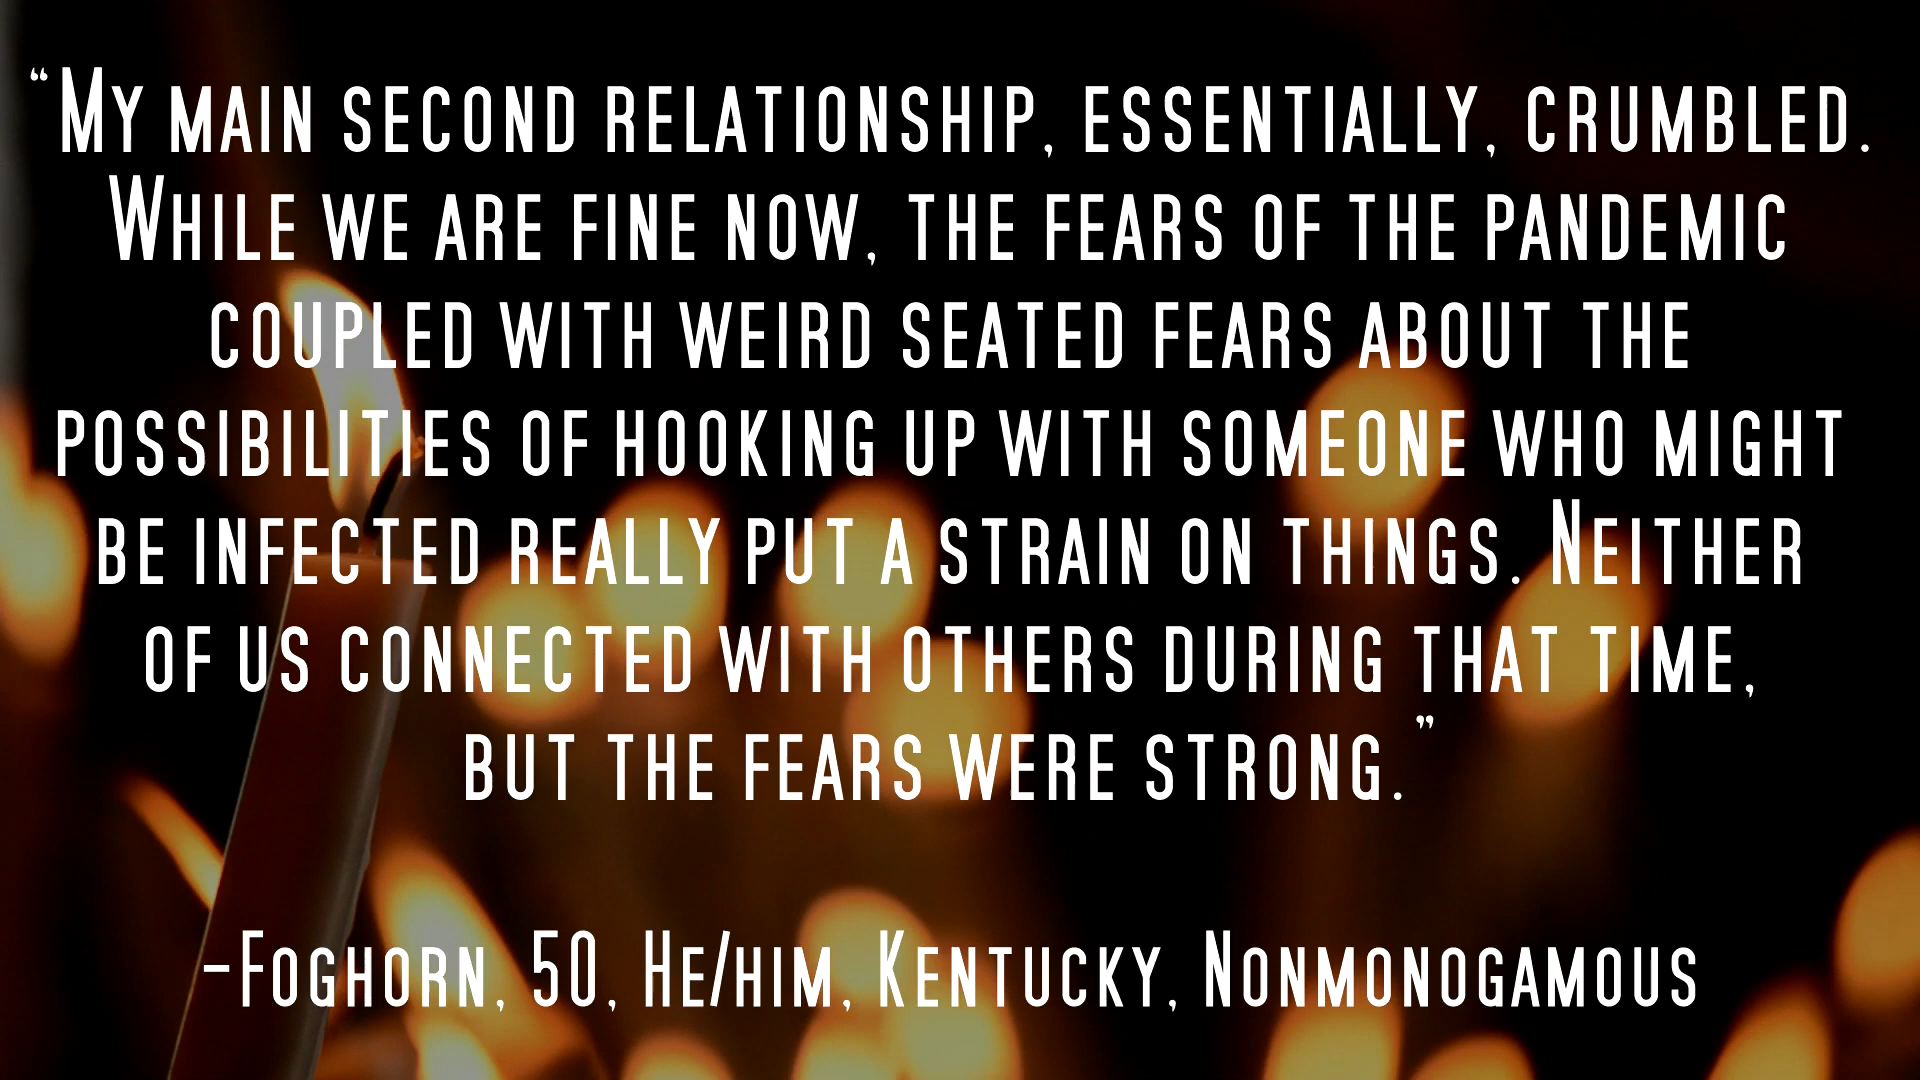 “My main second relationship, essentially, crumbled.
While we are fine now, the fears of the pandemic
coupled with weird seated fears about the
possibilities of hooking up with someone who might
be infected really put a strain on things. Neither
of us connected with others during that time,
but the fears were strong.”
-Foghorn, 50, He/him, Kentucky, Nonmonogamous